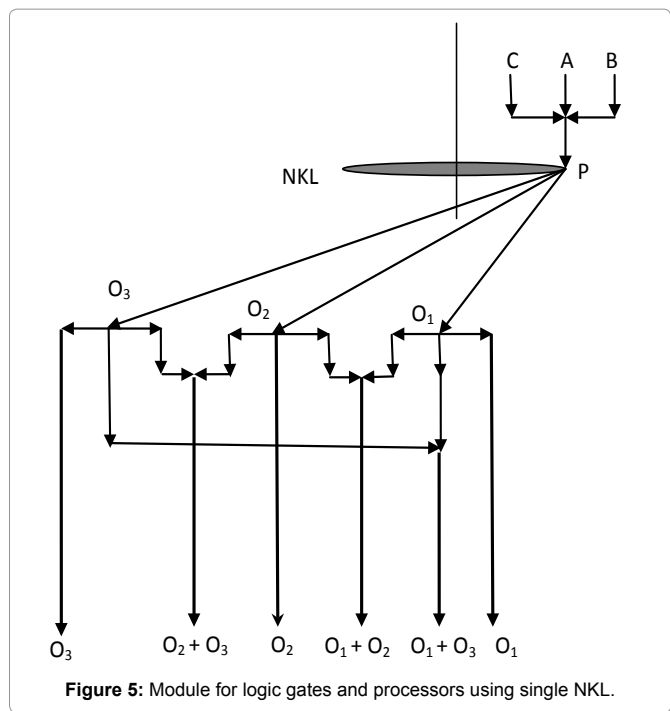 C A B
NKL P
O₃ O₂ O₁
O₃ O₂ + O₃ O₂ O₁ + O₂ O₁ + O₃ O₁
Figure 5: Module for logic gates and processors using single NKL.